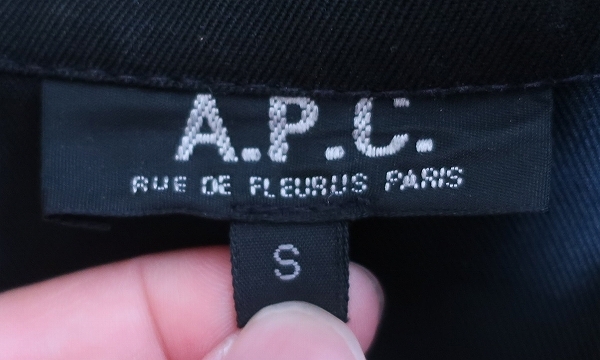 A.P.C.
RUE DE FLEURUS PARIS
S